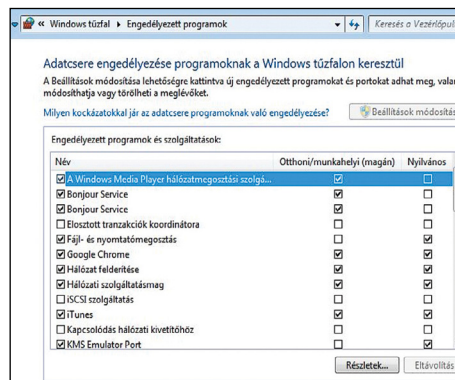 « Windows tűzfal ▸ Engedélyezett programok
Keresés a Vezérlőpul
Adatcsere engedélyezése programoknak a Windows tűzfalon keresztül
A Beállítások módosítása lehetőségre kattintva új engedélyezett programokat és portokat adhat meg, valar
módosíthatja vagy törölheti a meglévőket.
Milyen kockázatokkal jár az adatcsere programoknak való engedélyezése?
Beállítások módosítás
Engedélyezett programok és szolgáltatások:
Név Otthoni/munkahelyi (magán) Nyilvános
A Windows Media Player hálózatmegosztási szolgá...
Bonjour Service
Bonjour Service
Elosztott tranzakciók koordinátora
Fájl- és nyomtatómegosztás
Google Chrome
Hálózat felderítése
Hálózati szolgáltatásmag
iSCSI szolgáltatás
iTunes
Kapcsolódás hálózati kivetítőhöz
KMS Emulator Port
Részletek... Eltávolítás